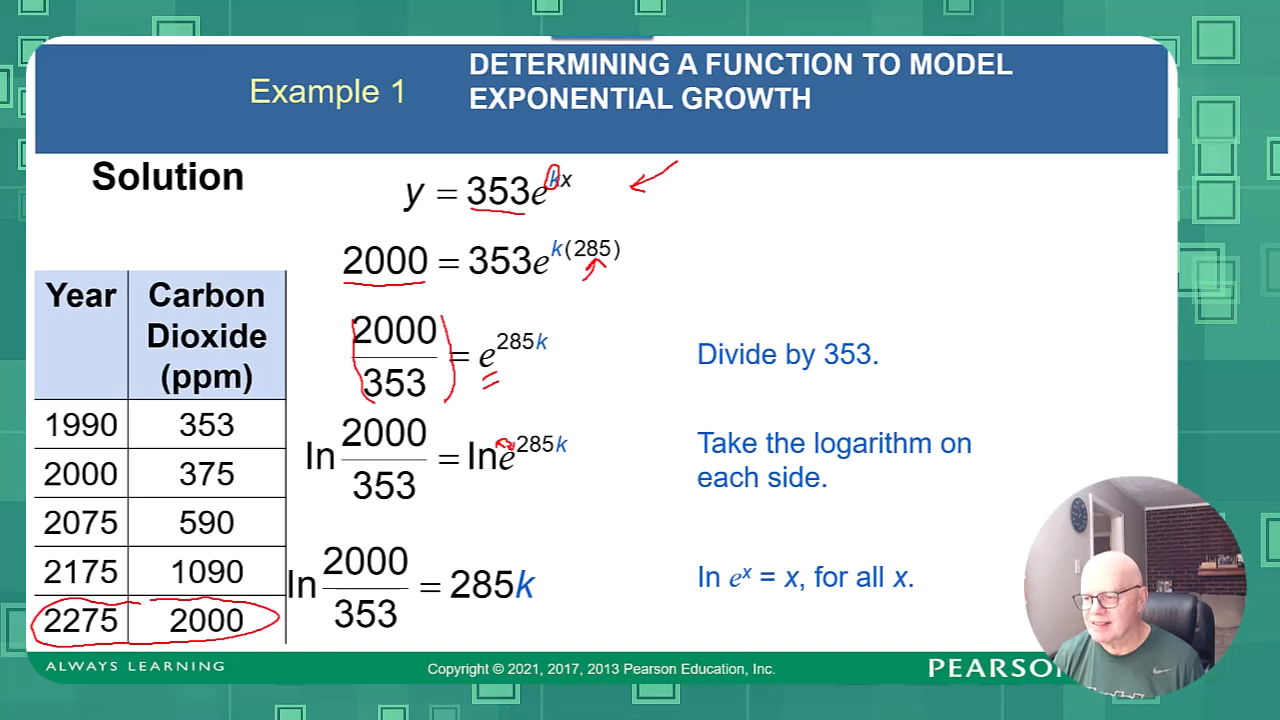 Example 1
DETERMINING A FUNCTION TO MODEL
EXPONENTIAL GROWTH
Solution
y = 353e^{kx}
2000 = 353e^{k(285)}
2000/353 = e^{285k}
Divide by 353.
ln 2000/353 = ln e^{285k}
Take the logarithm on
each side.
ln 2000/353 = 285k
ln e^x = x, for all x.
Year Carbon
Dioxide
(ppm)
1990 353
2000 375
2075 590
2175 1090
2275 2000
ALWAYS LEARNING
Copyright © 2021, 2017, 2013 Pearson Education, Inc.
PEARSO